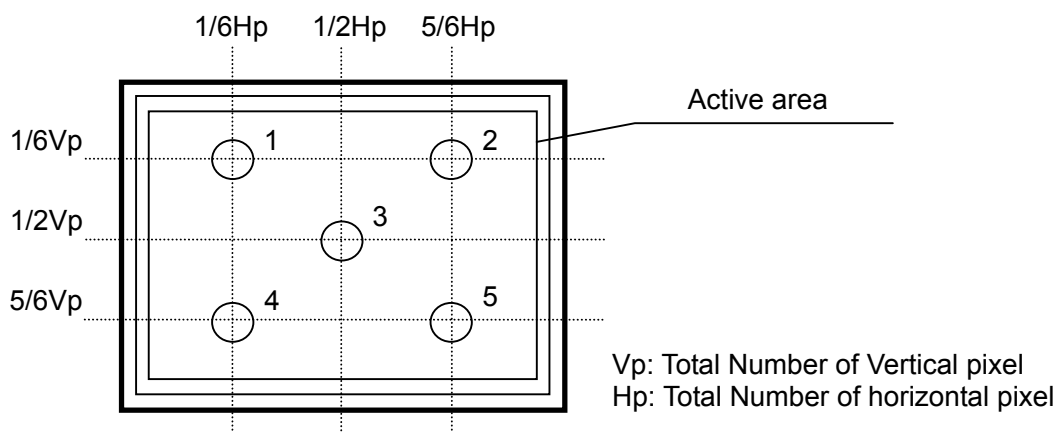 1/6Hp 1/2Hp 5/6Hp
Active area
1/6Vp 1 2
1/2Vp 3
5/6Vp 4 5
Vp: Total Number of Vertical pixel
Hp: Total Number of horizontal pixel